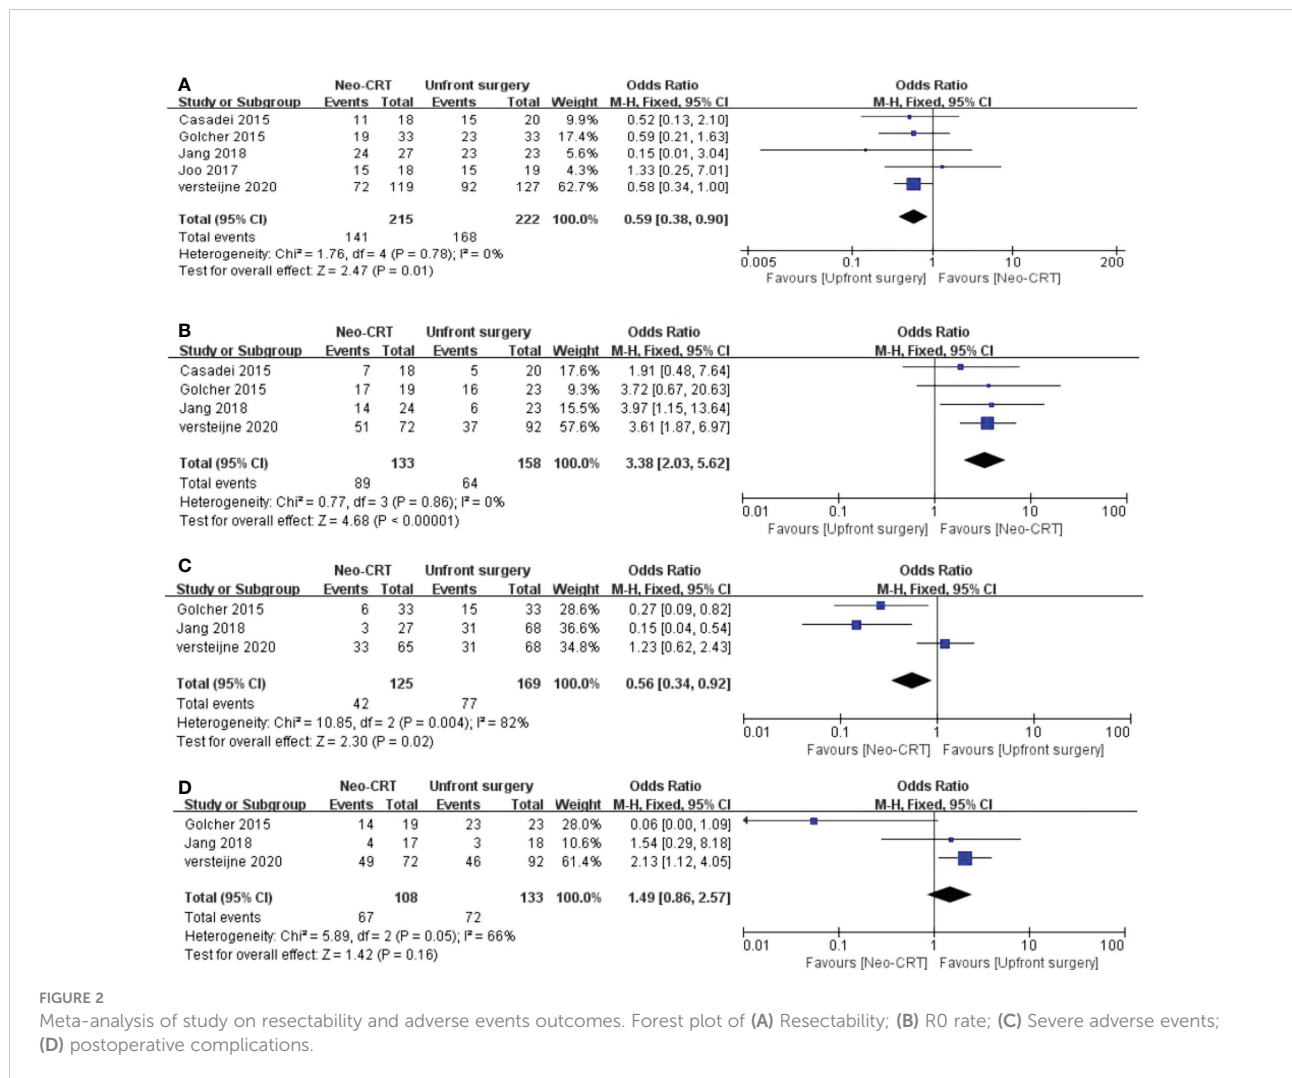 A
Neo-CRT Unfront surgery Odds Ratio Odds Ratio
Study or Subgroup Events Total Events Total Weight M-H, Fixed, 95% CI M-H, Fixed, 95% CI
Casadei 2015 11 18 15 20 9.9% 0.52 [0.13, 2.10]
Golcher 2015 19 33 23 33 17.4% 0.59 [0.21, 1.63]
Jang 2018 24 27 23 23 5.6% 0.15 [0.01, 3.04]
Joo 2017 15 18 15 19 4.3% 1.33 [0.25, 7.01]
versteijne 2020 72 119 92 127 62.7% 0.58 [0.34, 1.00]
Total (95% CI) 215 222 100.0% 0.59 [0.38, 0.90]
Total events 141 168
Heterogeneity: Chi² = 1.76, df = 4 (P = 0.78); I² = 0%
Test for overall effect: Z = 2.47 (P = 0.01)
0.005 0.1 1 10 200
Favours [Upfront surgery] Favours [Neo-CRT]
B
Neo-CRT Unfront surgery Odds Ratio Odds Ratio
Study or Subgroup Events Total Events Total Weight M-H, Fixed, 95% CI M-H, Fixed, 95% CI
Casadei 2015 7 18 5 20 17.6% 1.91 [0.48, 7.64]
Golcher 2015 17 19 16 23 9.3% 3.72 [0.67, 20.63]
Jang 2018 14 24 6 23 15.5% 3.97 [1.15, 13.64]
versteijne 2020 51 72 37 92 57.6% 3.61 [1.87, 6.97]
Total (95% CI) 133 158 100.0% 3.38 [2.03, 5.62]
Total events 89 64
Heterogeneity: Chi² = 0.77, df = 3 (P = 0.86); I² = 0%
Test for overall effect: Z = 4.68 (P < 0.00001)
0.01 0.1 1 10 100
Favours [Upfront surgery] Favours [Neo-CRT]
C
Neo-CRT Unfront surgery Odds Ratio Odds Ratio
Study or Subgroup Events Total Events Total Weight M-H, Fixed, 95% CI M-H, Fixed, 95% CI
Golcher 2015 6 33 15 33 28.6% 0.27 [0.09, 0.82]
Jang 2018 3 27 31 68 36.6% 0.15 [0.04, 0.54]
versteijne 2020 33 65 31 68 34.8% 1.23 [0.62, 2.43]
Total (95% CI) 125 169 100.0% 0.56 [0.34, 0.92]
Total events 42 77
Heterogeneity: Chi² = 10.85, df = 2 (P = 0.004); I² = 82%
Test for overall effect: Z = 2.30 (P = 0.02)
0.01 0.1 1 10 100
Favours [Neo-CRT] Favours [Upfront surgery]
D
Neo-CRT Unfront surgery Odds Ratio Odds Ratio
Study or Subgroup Events Total Events Total Weight M-H, Fixed, 95% CI M-H, Fixed, 95% CI
Golcher 2015 14 19 23 23 28.0% 0.06 [0.00, 1.09]
Jang 2018 4 17 3 18 10.6% 1.54 [0.29, 8.18]
versteijne 2020 49 72 46 92 61.4% 2.13 [1.12, 4.05]
Total (95% CI) 108 133 100.0% 1.49 [0.86, 2.57]
Total events 67 72
Heterogeneity: Chi² = 5.89, df = 2 (P = 0.05); I² = 66%
Test for overall effect: Z = 1.42 (P = 0.16)
0.01 0.1 1 10 100
Favours [Neo-CRT] Favours [Upfront surgery]
FIGURE 2
Meta-analysis of study on resectability and adverse events outcomes. Forest plot of (A) Resectability; (B) R0 rate; (C) Severe adverse events;
(D) postoperative complications.